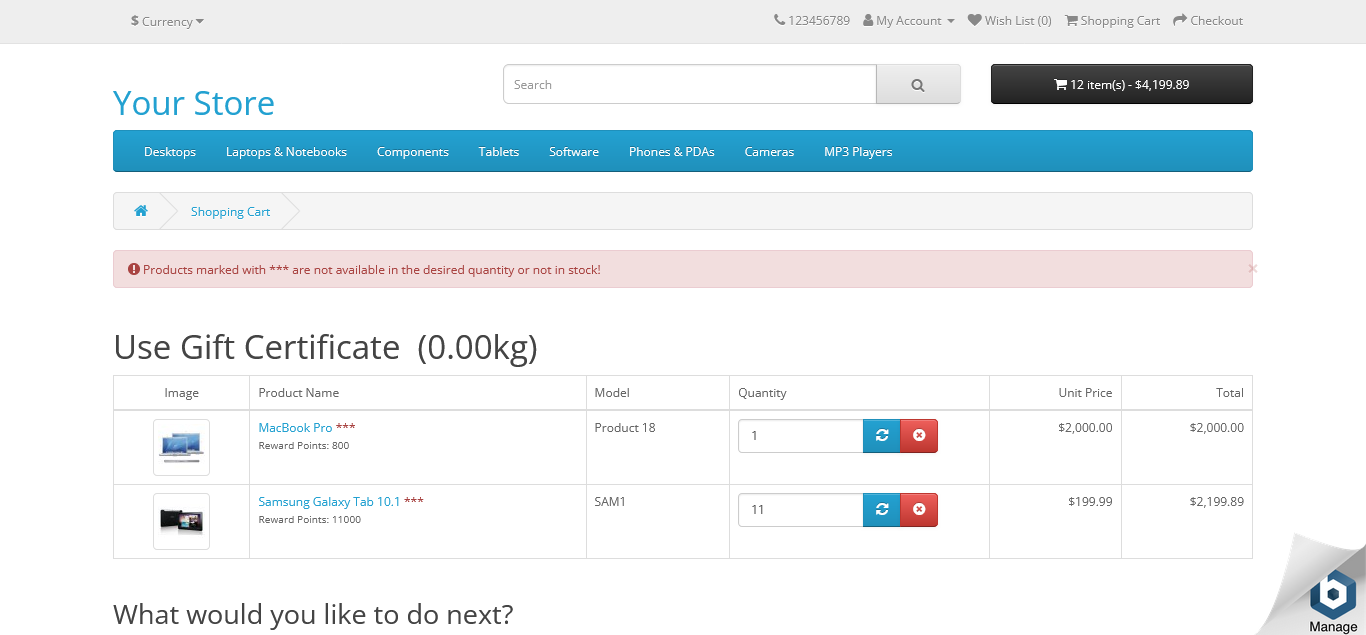 $ Currency
123456789 My Account Wish List (0) Shopping Cart Checkout
Your Store
Search
12 item(s) - $4,199.89
Desktops Laptops & Notebooks Components Tablets Software Phones & PDAs Cameras MP3 Players
Shopping Cart
Products marked with *** are not available in the desired quantity or not in stock!
×
Use Gift Certificate (0.00kg)
Image Product Name Model Quantity Unit Price Total
MacBook Pro *** Product 18 1 $2,000.00 $2,000.00
Reward Points: 800
Samsung Galaxy Tab 10.1 *** SAM1 11 $199.99 $2,199.89
Reward Points: 11000
What would you like to do next?
Manage